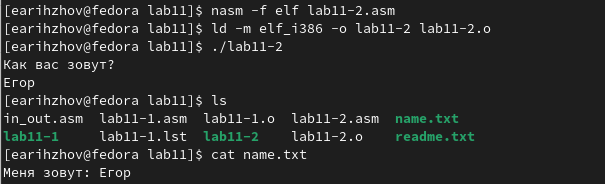 [earihzhov@fedora lab11]$ nasm -f elf lab11-2.asm
[earihzhov@fedora lab11]$ ld -m elf_i386 -o lab11-2 lab11-2.o
[earihzhov@fedora lab11]$ ./lab11-2
Как вас зовут?
Егор
[earihzhov@fedora lab11]$ ls
in_out.asm  lab11-1.asm  lab11-1.o  lab11-2.asm  name.txt
lab11-1     lab11-1.lst  lab11-2    lab11-2.o    readme.txt
[earihzhov@fedora lab11]$ cat name.txt
Меня зовут: Егор